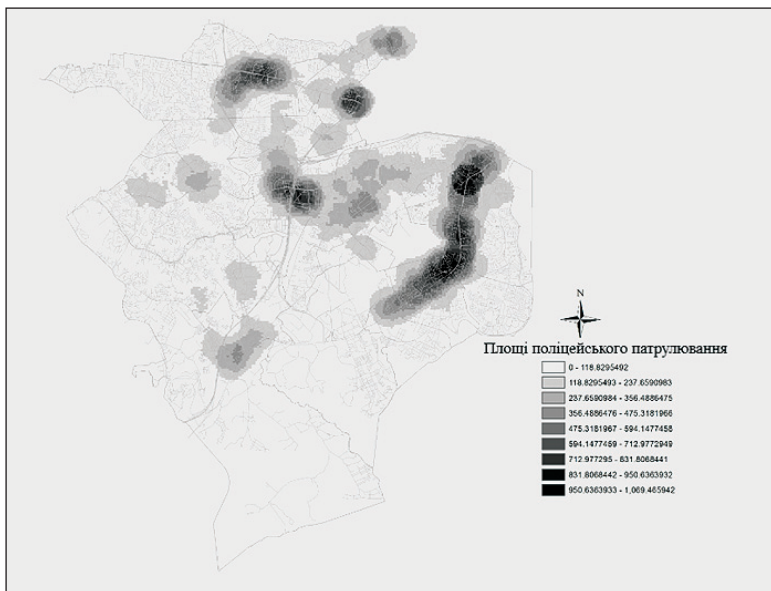 N
Площі поліцейського патрулювання
0 - 118.8295492
118.8295493 - 237.6590983
237.6590984 - 356.4886475
356.4886476 - 475.3181966
475.3181967 - 594.1477458
594.1477459 - 712.9772949
712.977295 - 831.8068441
831.8068442 - 950.6363932
950.6363933 - 1,069.465942